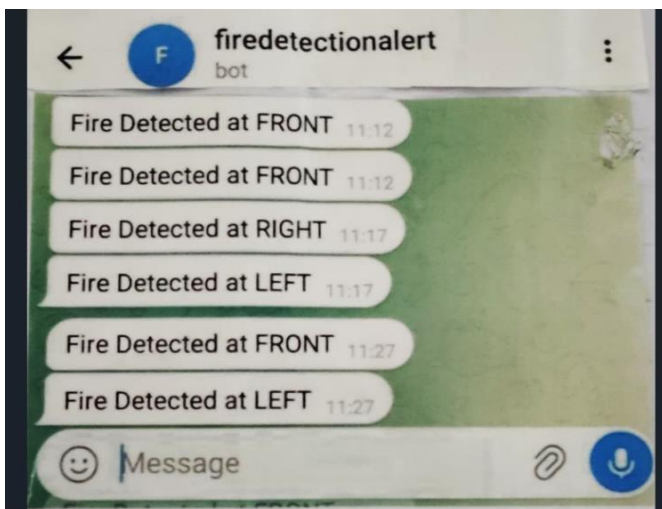 F
firedetectionalert
bot
Fire Detected at FRONT 11:12
Fire Detected at FRONT 11:12
Fire Detected at RIGHT 11:17
Fire Detected at LEFT 11:17
Fire Detected at FRONT 11:27
Fire Detected at LEFT 11:27
Message